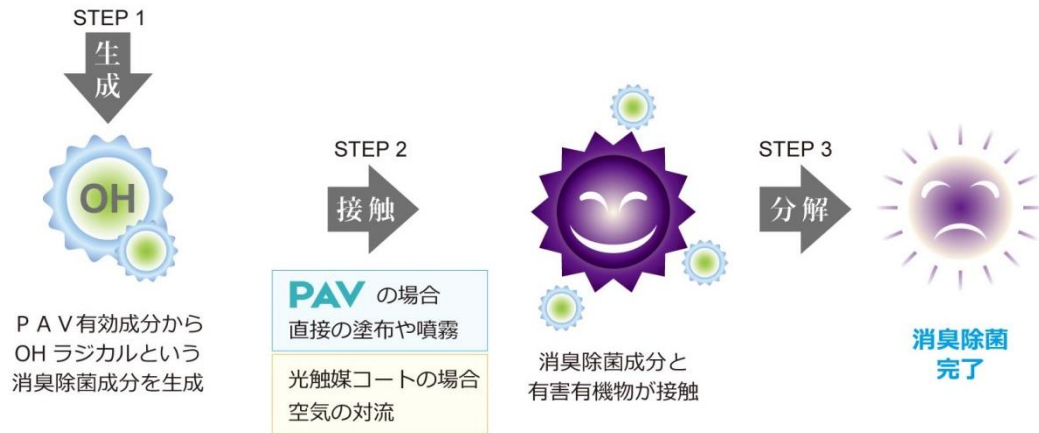 STEP 1
生成
OH
ＰＡＶ有効成分から
OH ラジカルという
消臭除菌成分を生成
STEP 2
接触
PAV の場合
直接の塗布や噴霧
光触媒コートの場合
空気の対流
消臭除菌成分と
有害有機物が接触
STEP 3
分解
消臭除菌
完了